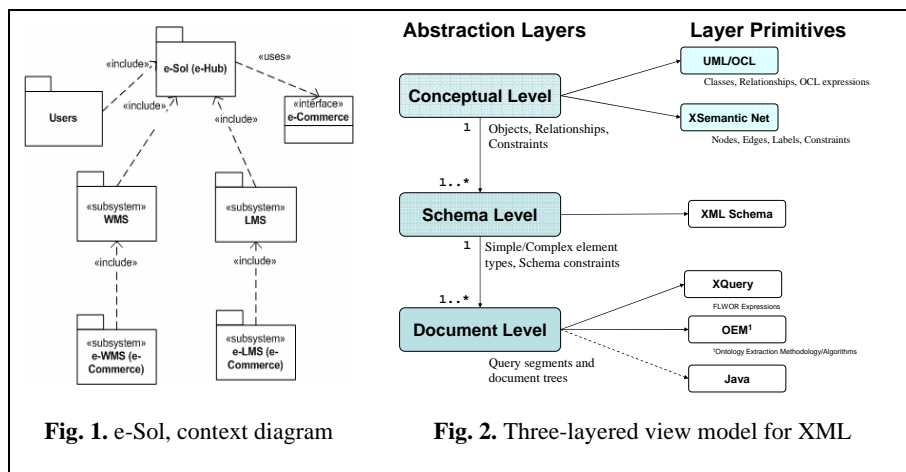 «include»
e-Sol (e-Hub)
«uses»
Users
«include»
«include»
«interface»
e-Commerce
«subsystem»
WMS
«subsystem»
LMS
«include»
«include»
«subsystem»
e-WMS (e-
Commerce)
«subsystem»
e-LMS (e-
Commerce)
Fig. 1. e-Sol, context diagram
Abstraction Layers
Layer Primitives
Conceptual Level
UML/OCL
Classes, Relationships, OCL expressions
XSemantic Net
Nodes, Edges, Labels, Constraints
1
Objects, Relationships,
Constraints
1..*
Schema Level
XML Schema
1
Simple/Complex element
types, Schema constraints
1..*
Document Level
XQuery
FLWOR Expressions
OEM¹
¹Ontology Extraction Methodology/Algorithms
Java
Query segments and
document trees
Fig. 2. Three-layered view model for XML